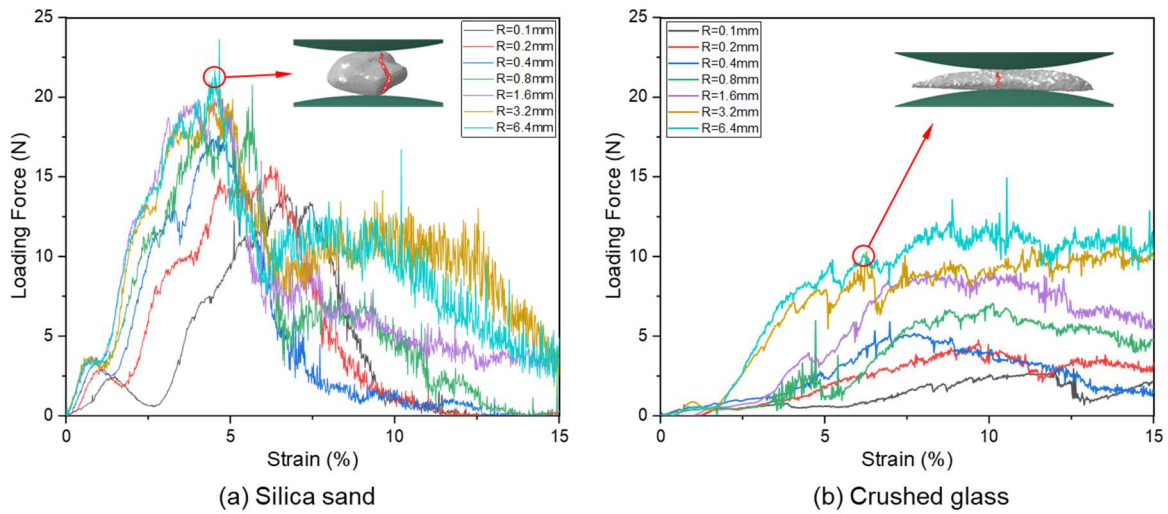 25
20
15
10
5
0
Loading Force (N)
R=0.1mm
R=0.2mm
R=0.4mm
R=0.8mm
R=1.6mm
R=3.2mm
R=6.4mm
0 5 10 15
Strain (%)
(a) Silica sand
25
20
15
10
5
0
Loading Force (N)
R=0.1mm
R=0.2mm
R=0.4mm
R=0.8mm
R=1.6mm
R=3.2mm
R=6.4mm
0 5 10 15
Strain (%)
(b) Crushed glass